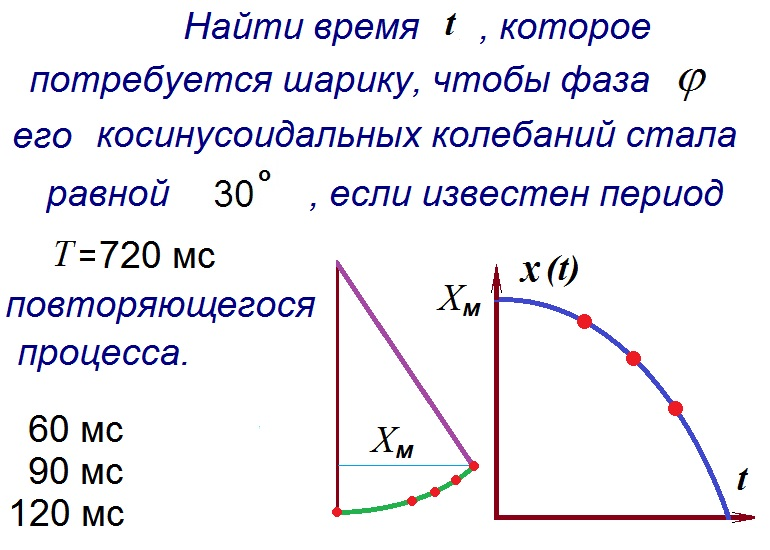 Найти время t , которое
потребуется шарику, чтобы фаза φ
его косинусоидальных колебаний стала
равной 30° , если известен период
T = 720 мс
повторяющегося
процесса.
x (t)
Xм
Xм
t
60 мс
90 мс
120 мс